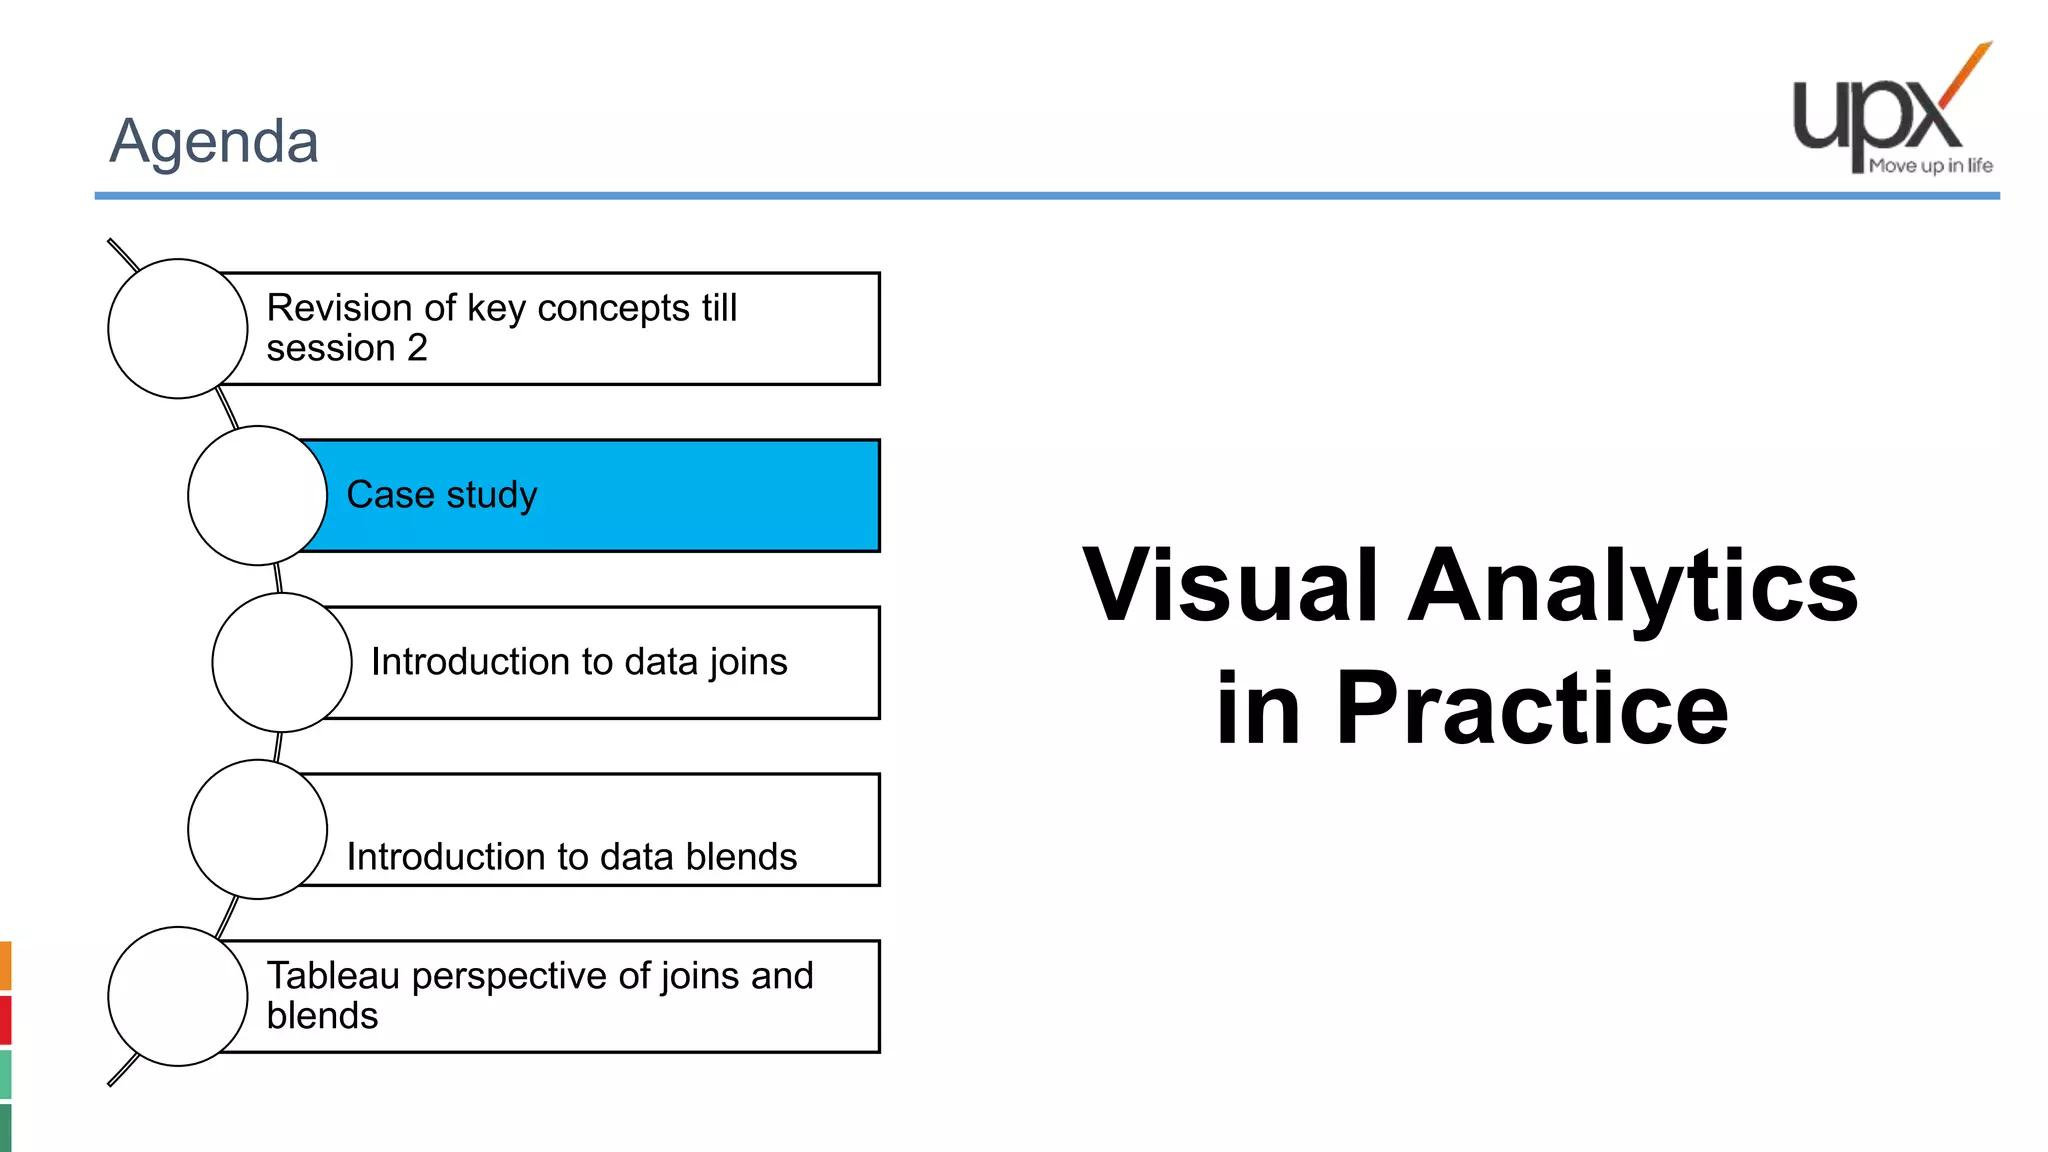 Agenda
upx
Move up in life
Revision of key concepts till
session 2
Case study
Introduction to data joins
Introduction to data blends
Tableau perspective of joins and
blends
Visual Analytics
in Practice